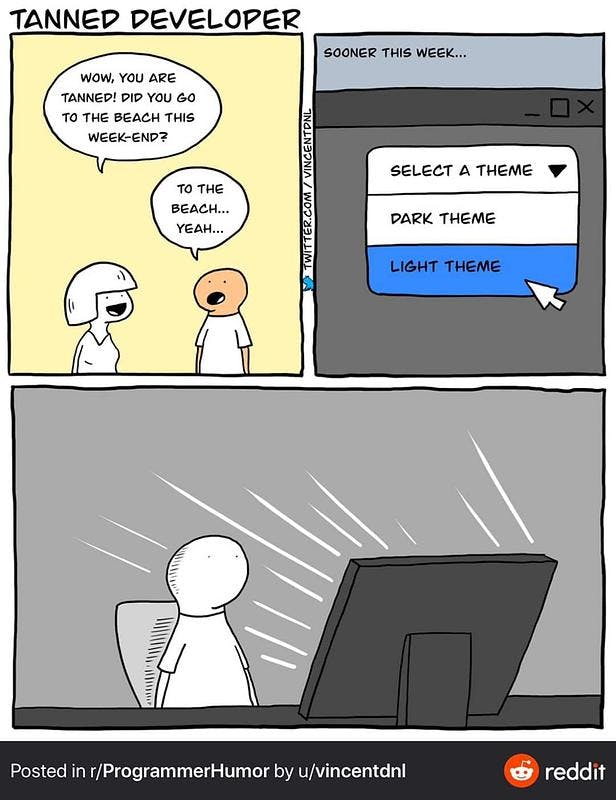 TANNED DEVELOPER
WOW, YOU ARE
TANNED! DID YOU GO
TO THE BEACH THIS
WEEK-END?
TO THE
BEACH...
YEAH...
TWITTER.COM / VINCENTDNL
SOONER THIS WEEK...
SELECT A THEME
DARK THEME
LIGHT THEME
Posted in r/ProgrammerHumor by u/vincentdnl
reddit